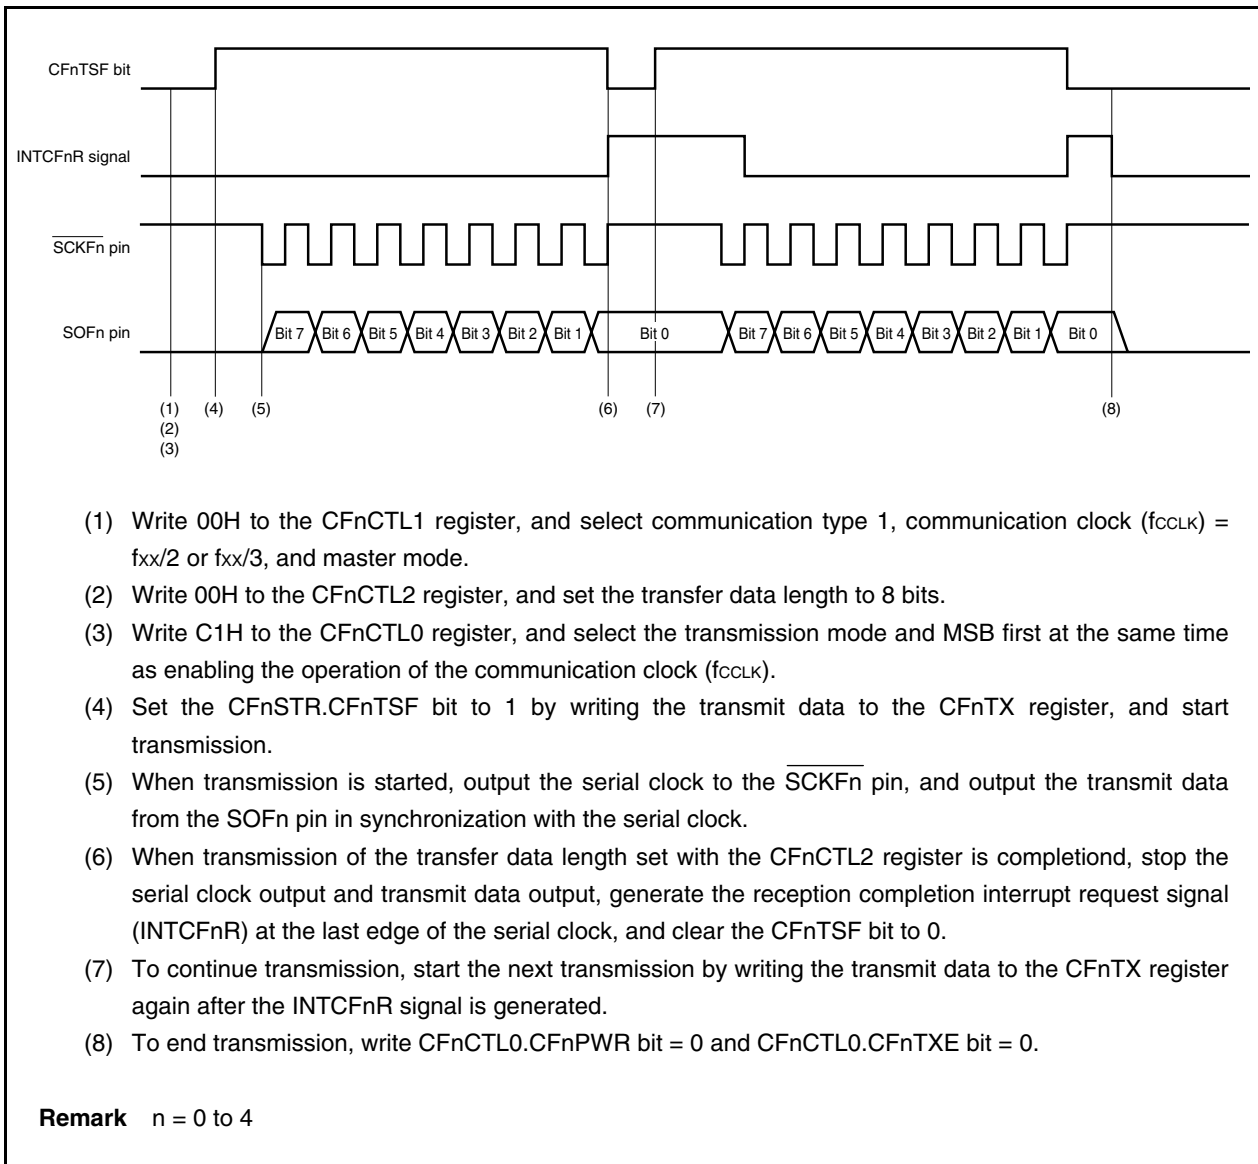 CFnTSF bit
INTCFnR signal
SCKFn pin
SOFn pin
Bit 7 Bit 6 Bit 5 Bit 4 Bit 3 Bit 2 Bit 1 Bit 0 Bit 7 Bit 6 Bit 5 Bit 4 Bit 3 Bit 2 Bit 1 Bit 0
(1) (4) (5) (6) (7) (8)
(2)
(3)
(1) Write 00H to the CFnCTL1 register, and select communication type 1, communication clock (fCCLK) =
fXX/2 or fXX/3, and master mode.
(2) Write 00H to the CFnCTL2 register, and set the transfer data length to 8 bits.
(3) Write C1H to the CFnCTL0 register, and select the transmission mode and MSB first at the same time
as enabling the operation of the communication clock (fCCLK).
(4) Set the CFnSTR.CFnTSF bit to 1 by writing the transmit data to the CFnTX register, and start
transmission.
(5) When transmission is started, output the serial clock to the SCKFn pin, and output the transmit data
from the SOFn pin in synchronization with the serial clock.
(6) When transmission of the transfer data length set with the CFnCTL2 register is completiond, stop the
serial clock output and transmit data output, generate the reception completion interrupt request signal
(INTCFnR) at the last edge of the serial clock, and clear the CFnTSF bit to 0.
(7) To continue transmission, start the next transmission by writing the transmit data to the CFnTX register
again after the INTCFnR signal is generated.
(8) To end transmission, write CFnCTL0.CFnPWR bit = 0 and CFnCTL0.CFnTXE bit = 0.
Remark n = 0 to 4